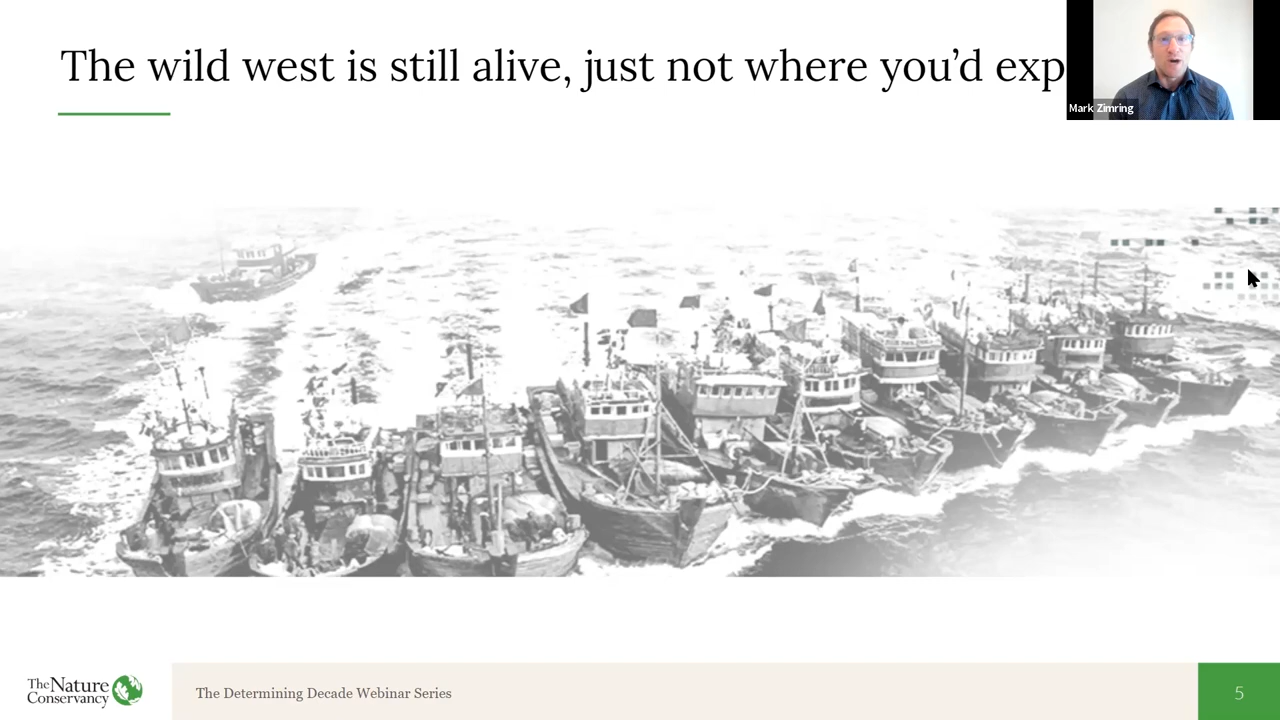 The wild west is still alive, just not where you’d exp
Mark Zimring
The Nature
Conservancy
The Determining Decade Webinar Series
5